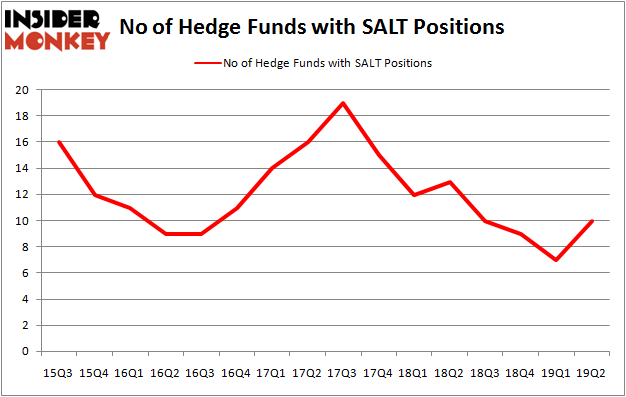 INSIDER
MONKEY
No of Hedge Funds with SALT Positions
No of Hedge Funds with SALT Positions
20
18
16
14
12
10
8
6
4
2
0
15Q3 15Q4 16Q1 16Q2 16Q3 16Q4 17Q1 17Q2 17Q3 17Q4 18Q1 18Q2 18Q3 18Q4 19Q1 19Q2